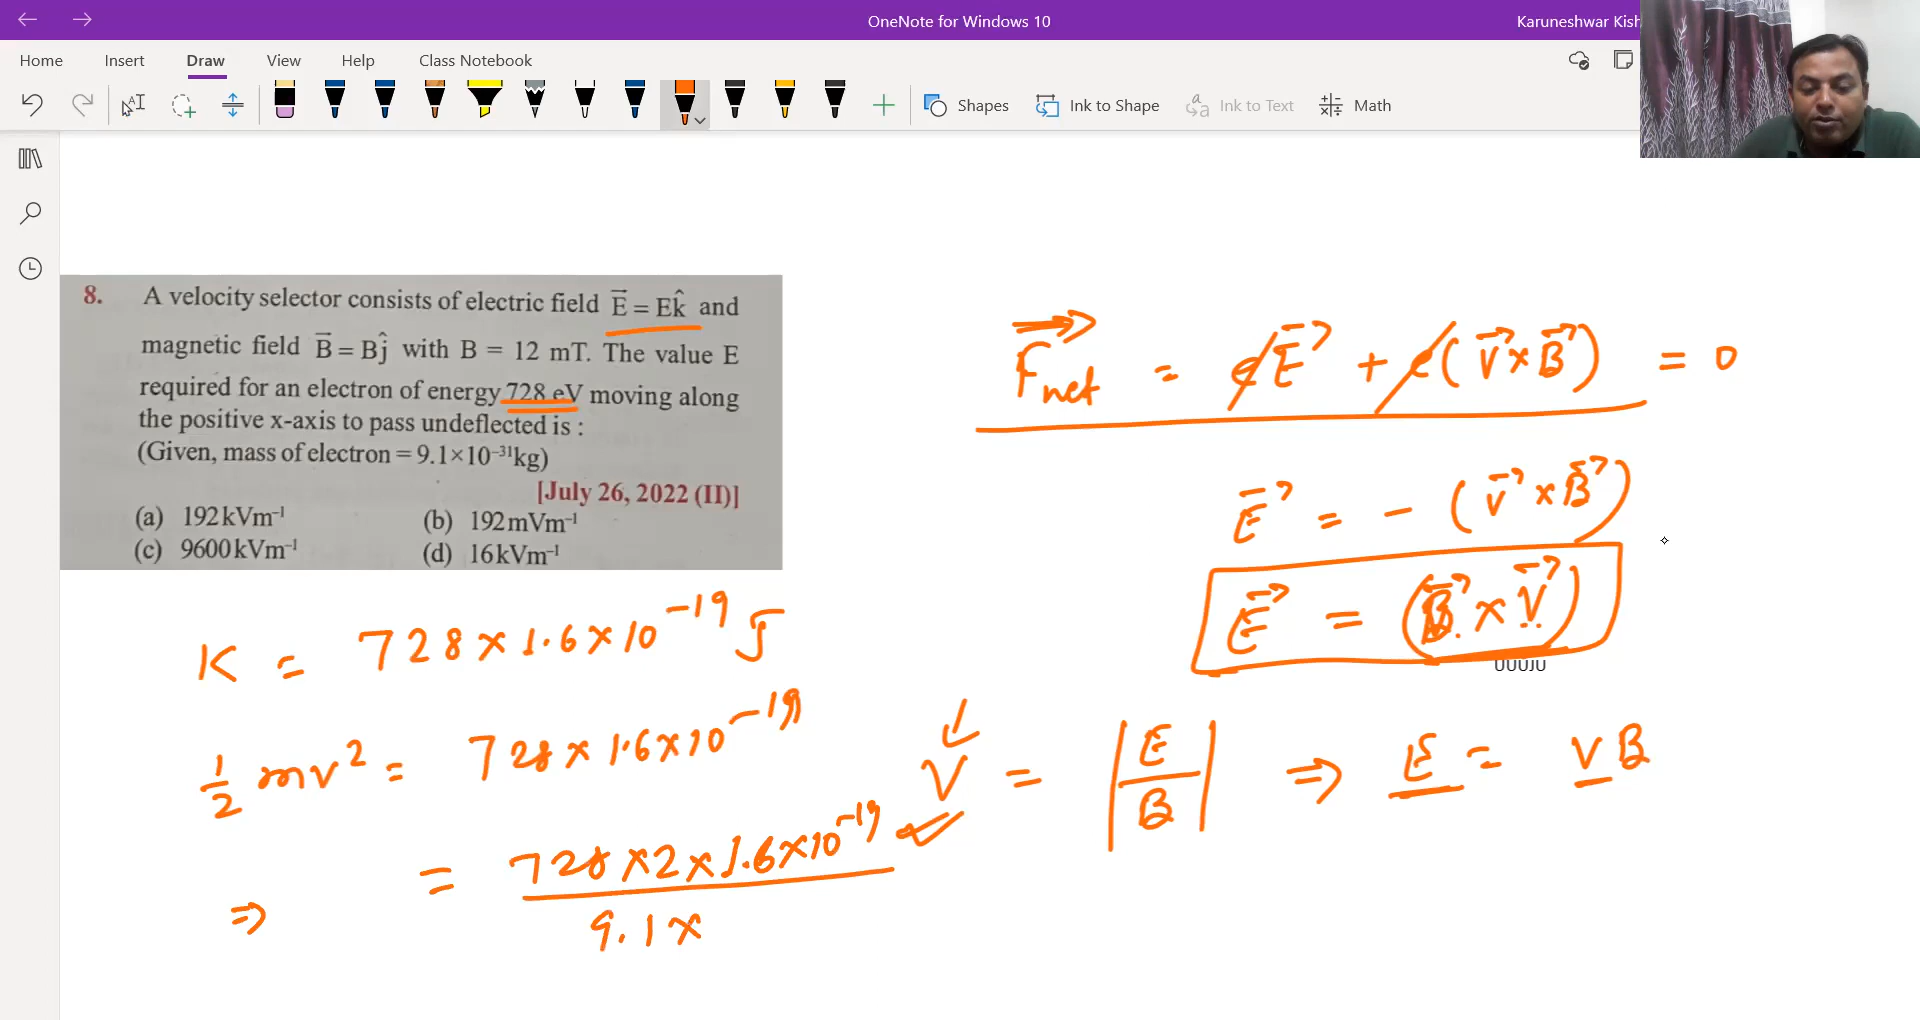 OneNote for Windows 10
Karuneshwar Kish
Home Insert Draw View Help Class Notebook
Shapes Ink to Shape Ink to Text Math
8. A velocity selector consists of electric field E⃗ = Ek̂ and
magnetic field B⃗ = Bĵ with B = 12 mT. The value E
required for an electron of energy 728 eV moving along
the positive x-axis to pass undeflected is :
(Given, mass of electron = 9.1×10⁻³¹kg)
[July 26, 2022 (II)]
(a) 192kVm⁻¹ (b) 192mVm⁻¹
(c) 9600kVm⁻¹ (d) 16kVm⁻¹
F⃗net = eE⃗ + e(v⃗ × B⃗) = 0
E⃗ = - (v⃗ × B⃗)
E⃗ = (B⃗ × V⃗)
UUUJU
K = 728 × 1.6 × 10⁻¹⁹ J
1/2 mv² = 728 × 1.6 × 10⁻¹⁹
V = |E/B| ⇒ E = VB
⇒ = 728 × 2 × 1.6 × 10⁻¹⁹
9.1 ×